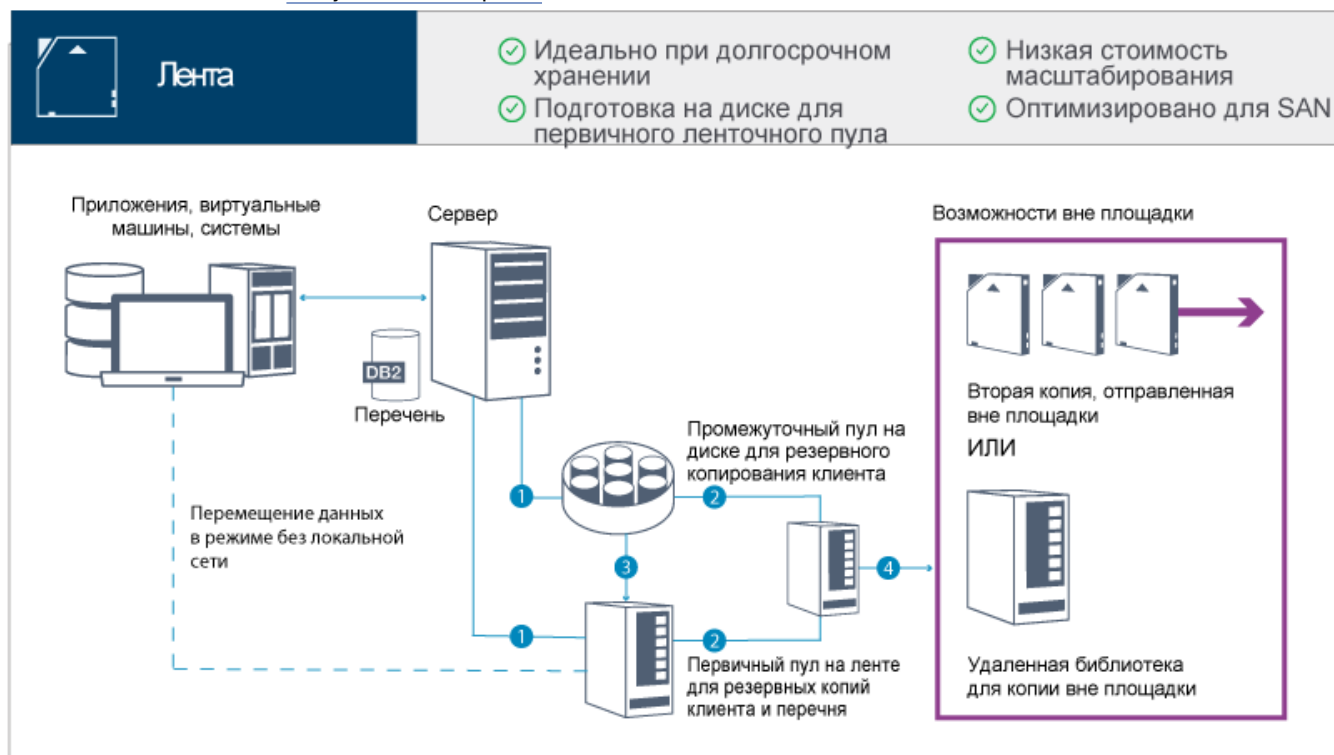 Лента
Идеально при долгосрочном
хранении
Подготовка на диске для
первичного ленточного пула
Низкая стоимость
масштабирования
Оптимизировано для SAN
Приложения, виртуальные
машины, системы
Сервер
DB2
Перечень
Возможности вне площадки
Вторая копия, отправленная
вне площадки
ИЛИ
Промежуточный пул на
диске для резервного
копирования клиента
1
2
Перемещение данных
в режиме без локальной
сети
3
4
1
2
Первичный пул на ленте
для резервных копий
клиента и перечня
Удаленная библиотека
для копии вне площадки